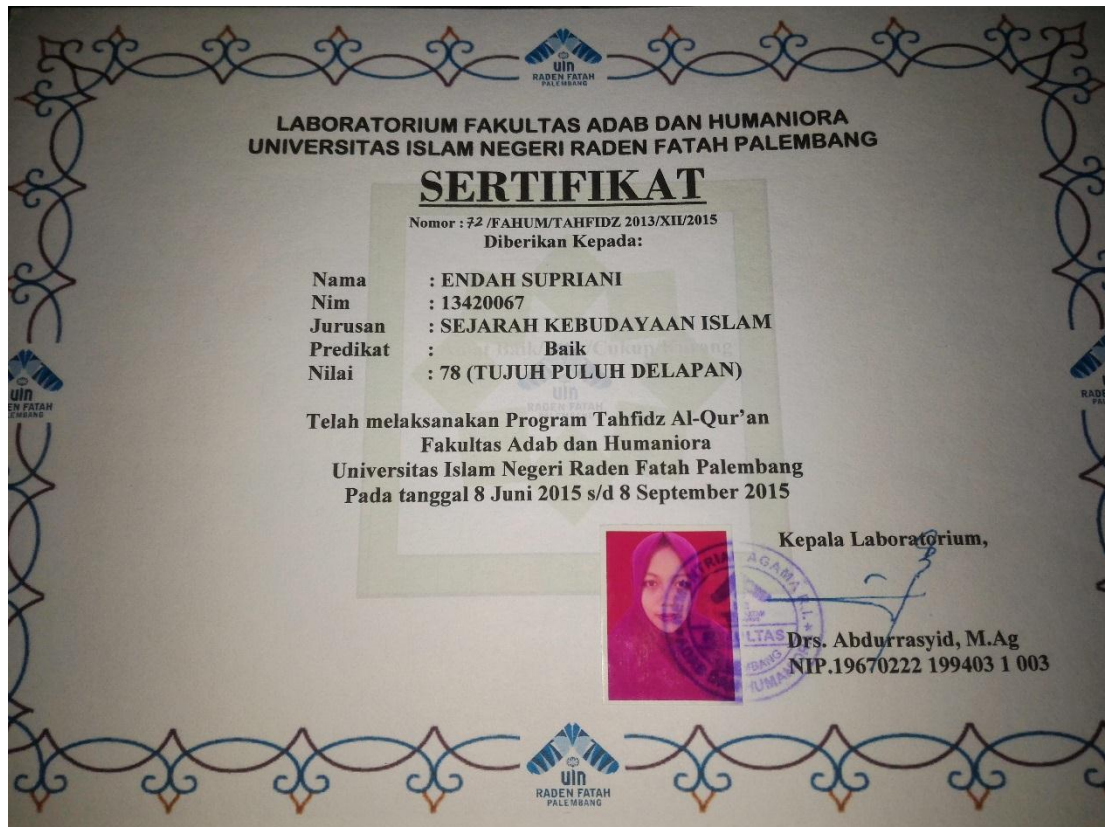 uin
RADEN FATAH
PALEMBANG
LABORATORIUM FAKULTAS ADAB DAN HUMANIORA
UNIVERSITAS ISLAM NEGERI RADEN FATAH PALEMBANG
SERTIFIKAT
Nomor : 72 /FAHUM/TAHFIDZ 2013/XII/2015
Diberikan Kepada:
Nama : ENDAH SUPRIANI
Nim : 13420067
Jurusan : SEJARAH KEBUDAYAAN ISLAM
Predikat : Baik
Nilai : 78 (TUJUH PULUH DELAPAN)
Telah melaksanakan Program Tahfidz Al-Qur'an
Fakultas Adab dan Humaniora
Universitas Islam Negeri Raden Fatah Palembang
Pada tanggal 8 Juni 2015 s/d 8 September 2015
Kepala Laboratorium,
Drs. Abdurrasyid, M.Ag
NIP.19670222 199403 1 003
uin
RADEN FATAH
PALEMBANG